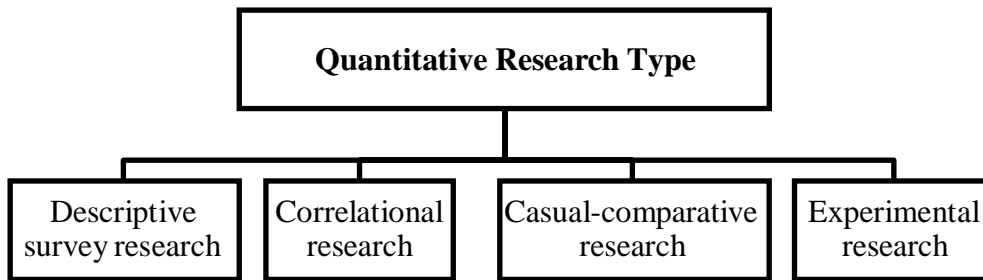 Quantitative Research Type
Descriptive
survey research
Correlational
research
Casual-comparative
research
Experimental
research